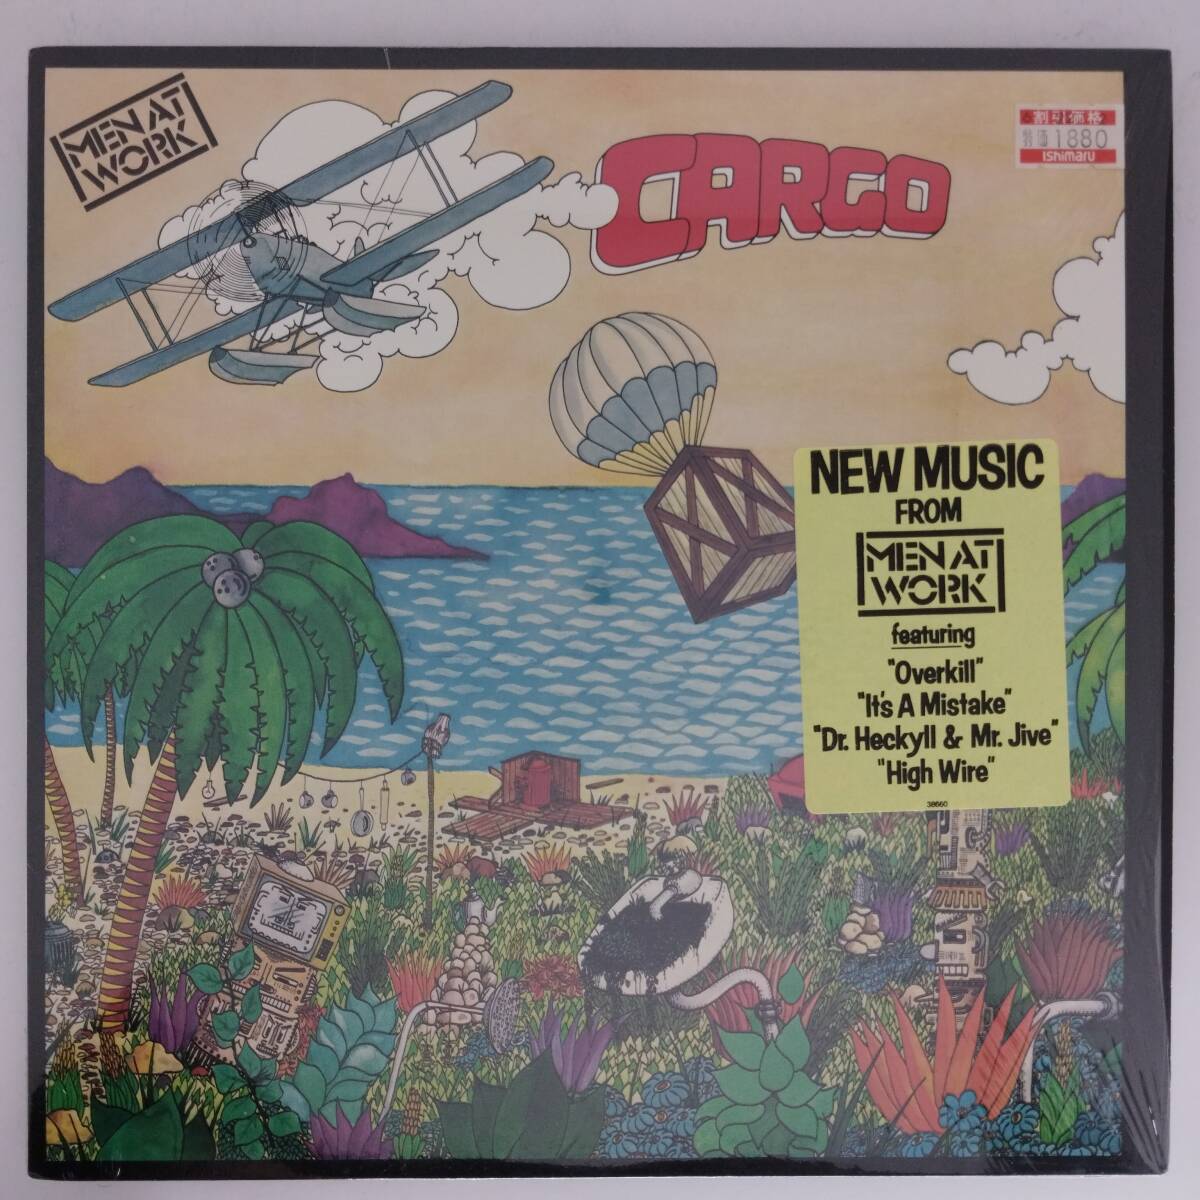 MEN AT
WORK
CARGO
割引価格
特価 1880
Ishimaru
NEW MUSIC
FROM
MEN AT
WORK
featuring
"Overkill"
"It's A Mistake"
"Dr. Heckyll & Mr. Jive"
"High Wire"
38660